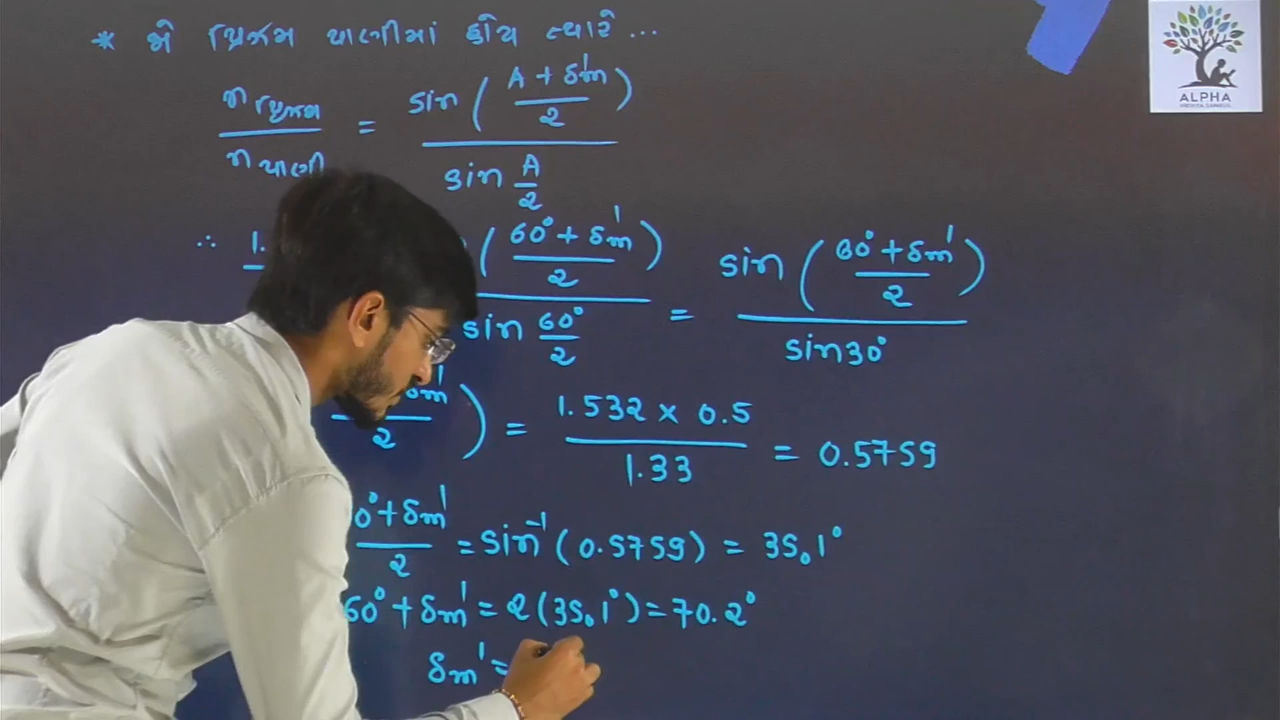 * જો પ્રિઝમ પાણીમાં હોય ત્યારે ...
n પ્રિઝમ / n પાણી = sin ( A + δm' / 2 ) / sin A/2
∴ 1. ( 60° + δm' / 2 ) / sin 60°/2 = sin ( 60° + δm' / 2 ) / sin30°
δm' / 2 ) = 1.532 x 0.5 / 1.33 = 0.5759
0° + δm' / 2 = sin⁻¹ (0.5759) = 35.1°
60° + δm' = 2 (35.1°) = 70.2°
δm' =
ALPHA